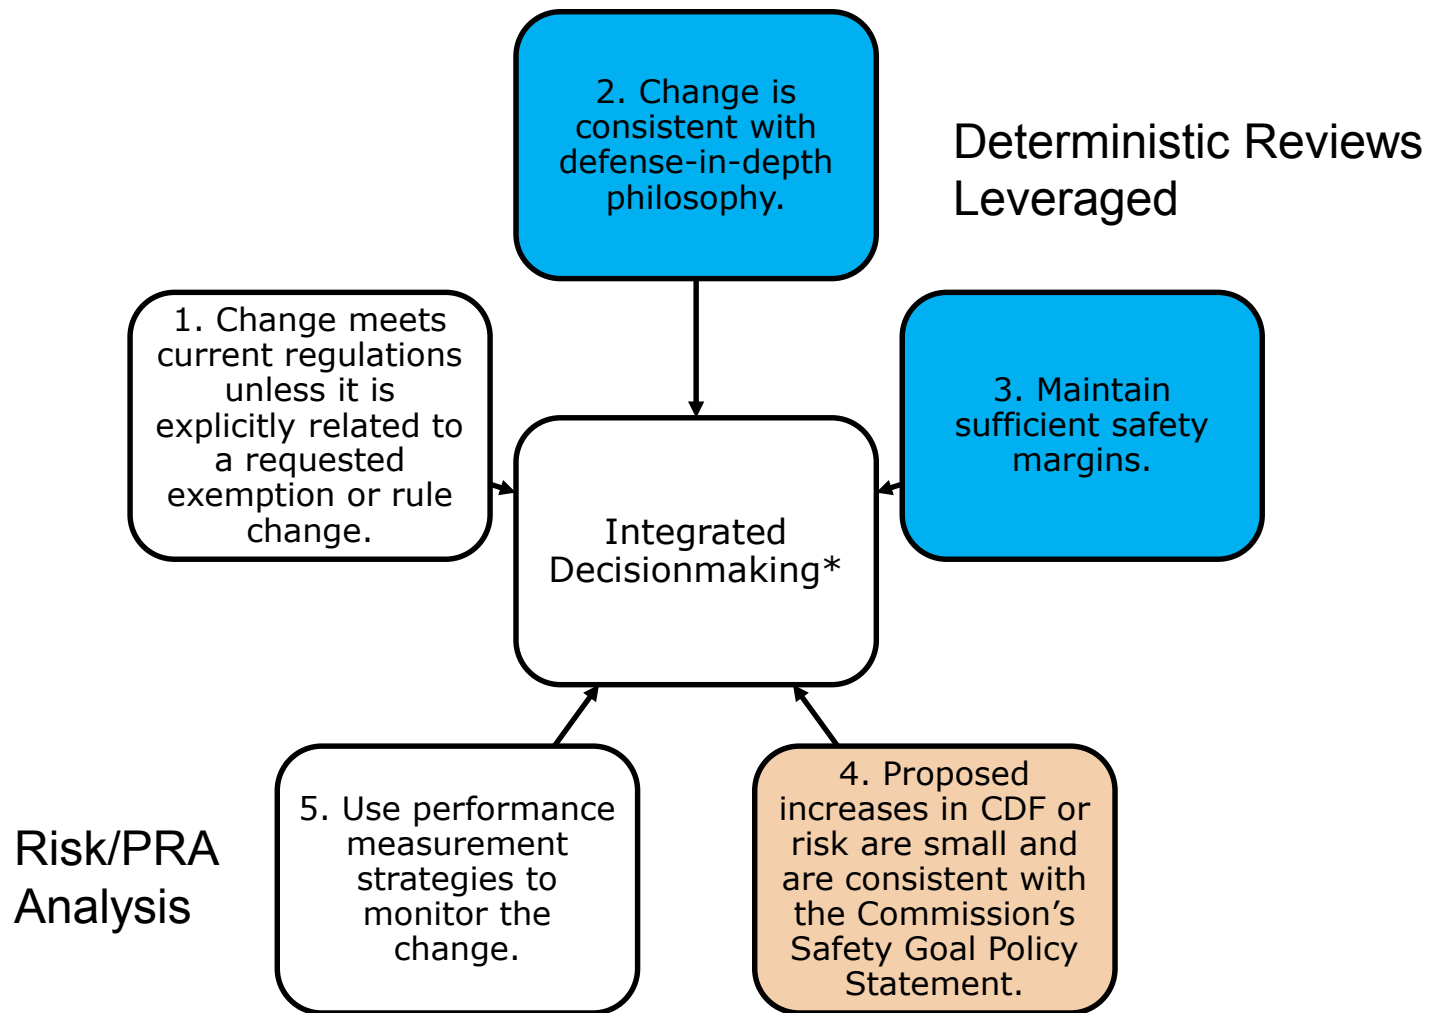 2. Change is
consistent with
defense-in-depth
philosophy.
Deterministic Reviews
Leveraged
1. Change meets
current regulations
unless it is
explicitly related to
a requested
exemption or rule
change.
3. Maintain
sufficient safety
margins.
Integrated
Decisionmaking*
Risk/PRA
Analysis
5. Use performance
measurement
strategies to
monitor the
change.
4. Proposed
increases in CDF or
risk are small and
are consistent with
the Commission’s
Safety Goal Policy
Statement.